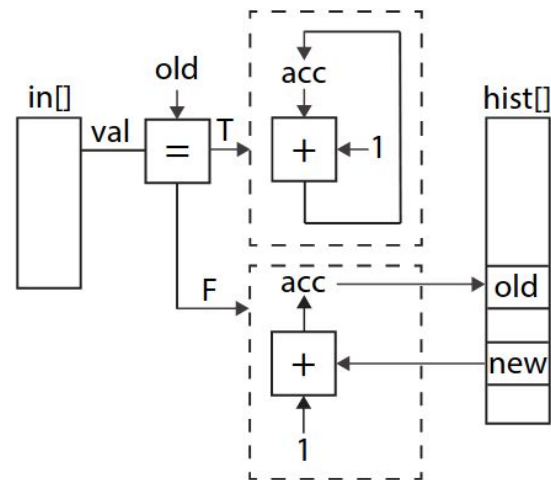 old
acc
in[]
hist[]
val
=
T
+
1
F
acc
old
+
new
1